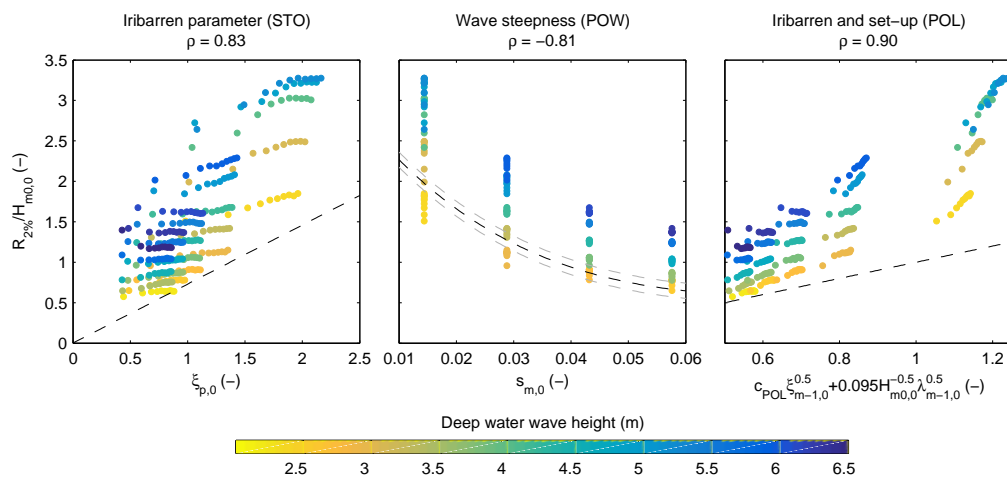 Iribarren parameter (STO)
ρ = 0.83
Wave steepness (POW)
ρ = −0.81
Iribarren and set−up (POL)
ρ = 0.90
R2%/Hm0,0 (−)
3.5
3
2.5
2
1.5
1
0.5
0
0 0.5 1 1.5 2 2.5
ξp,0 (−)
0.01 0.02 0.03 0.04 0.05 0.06
sm,0 (−)
0.6 0.8 1 1.2
cPOLξ0.5m−1,0+0.095H−0.5m0,0λ0.5m−1,0 (−)
Deep water wave height (m)
2.5 3 3.5 4 4.5 5 5.5 6 6.5